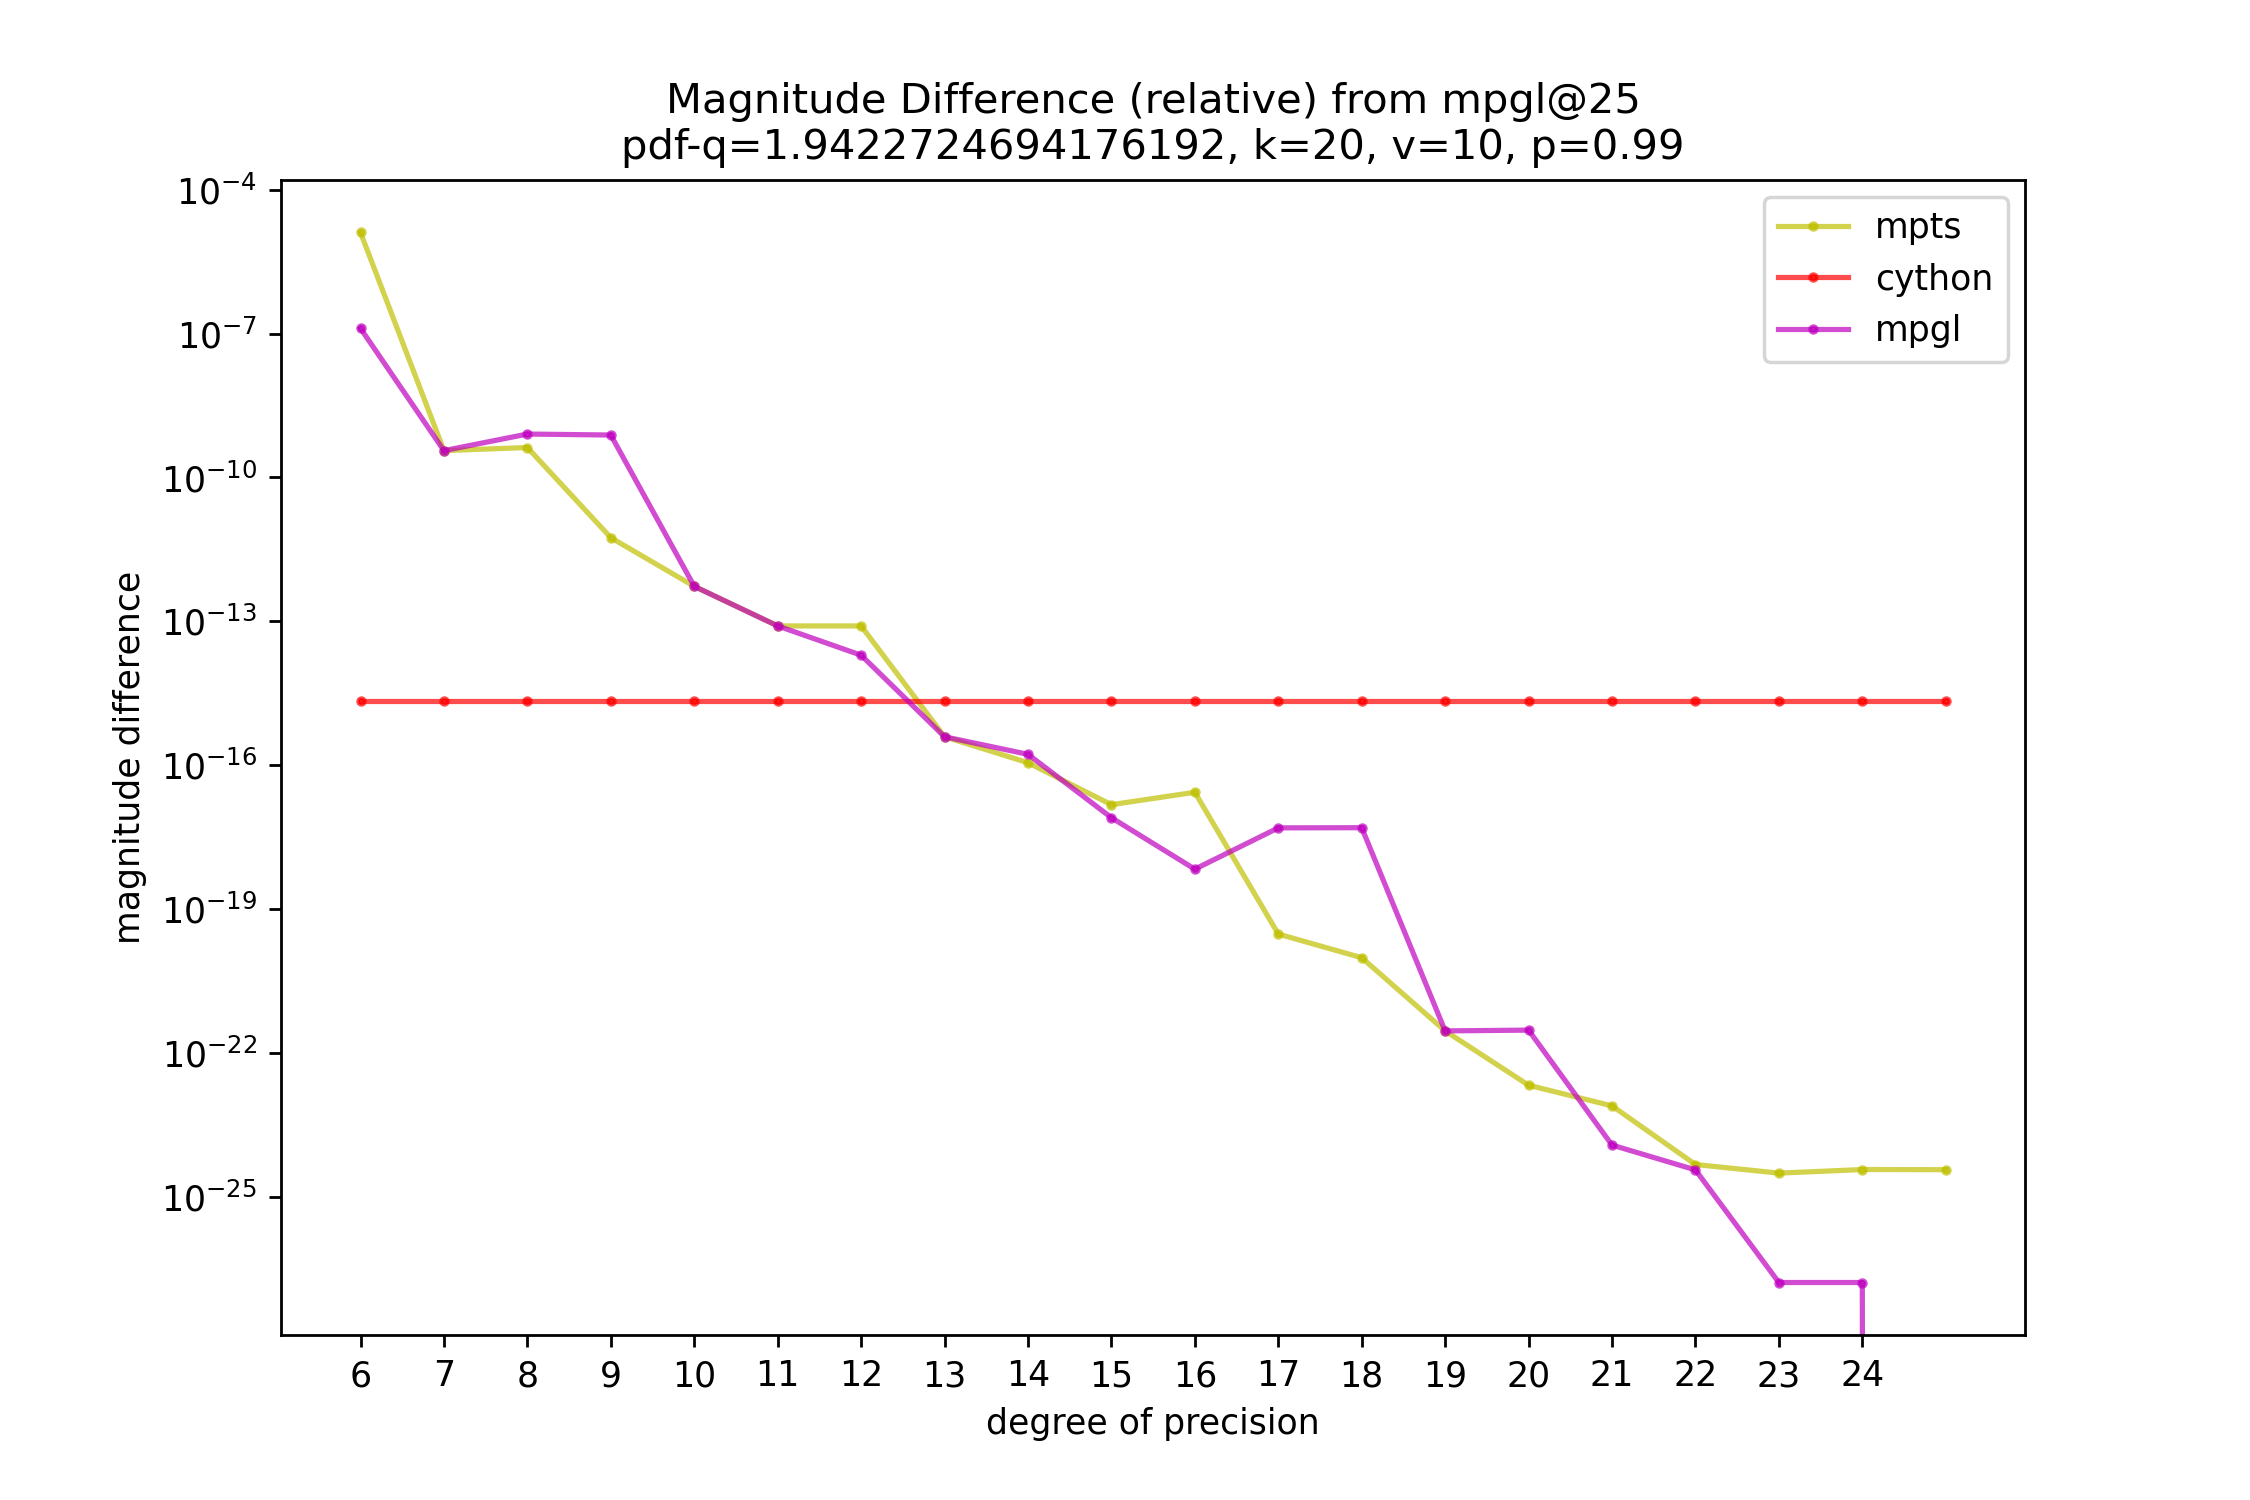 Magnitude Difference (relative) from mpgl@25
pdf-q=1.9422724694176192, k=20, v=10, p=0.99
mpts
cython
mpgl
magnitude difference
10⁻⁴
10⁻⁷
10⁻¹⁰
10⁻¹³
10⁻¹⁶
10⁻¹⁹
10⁻²²
10⁻²⁵
6 7 8 9 10 11 12 13 14 15 16 17 18 19 20 21 22 23 24
degree of precision